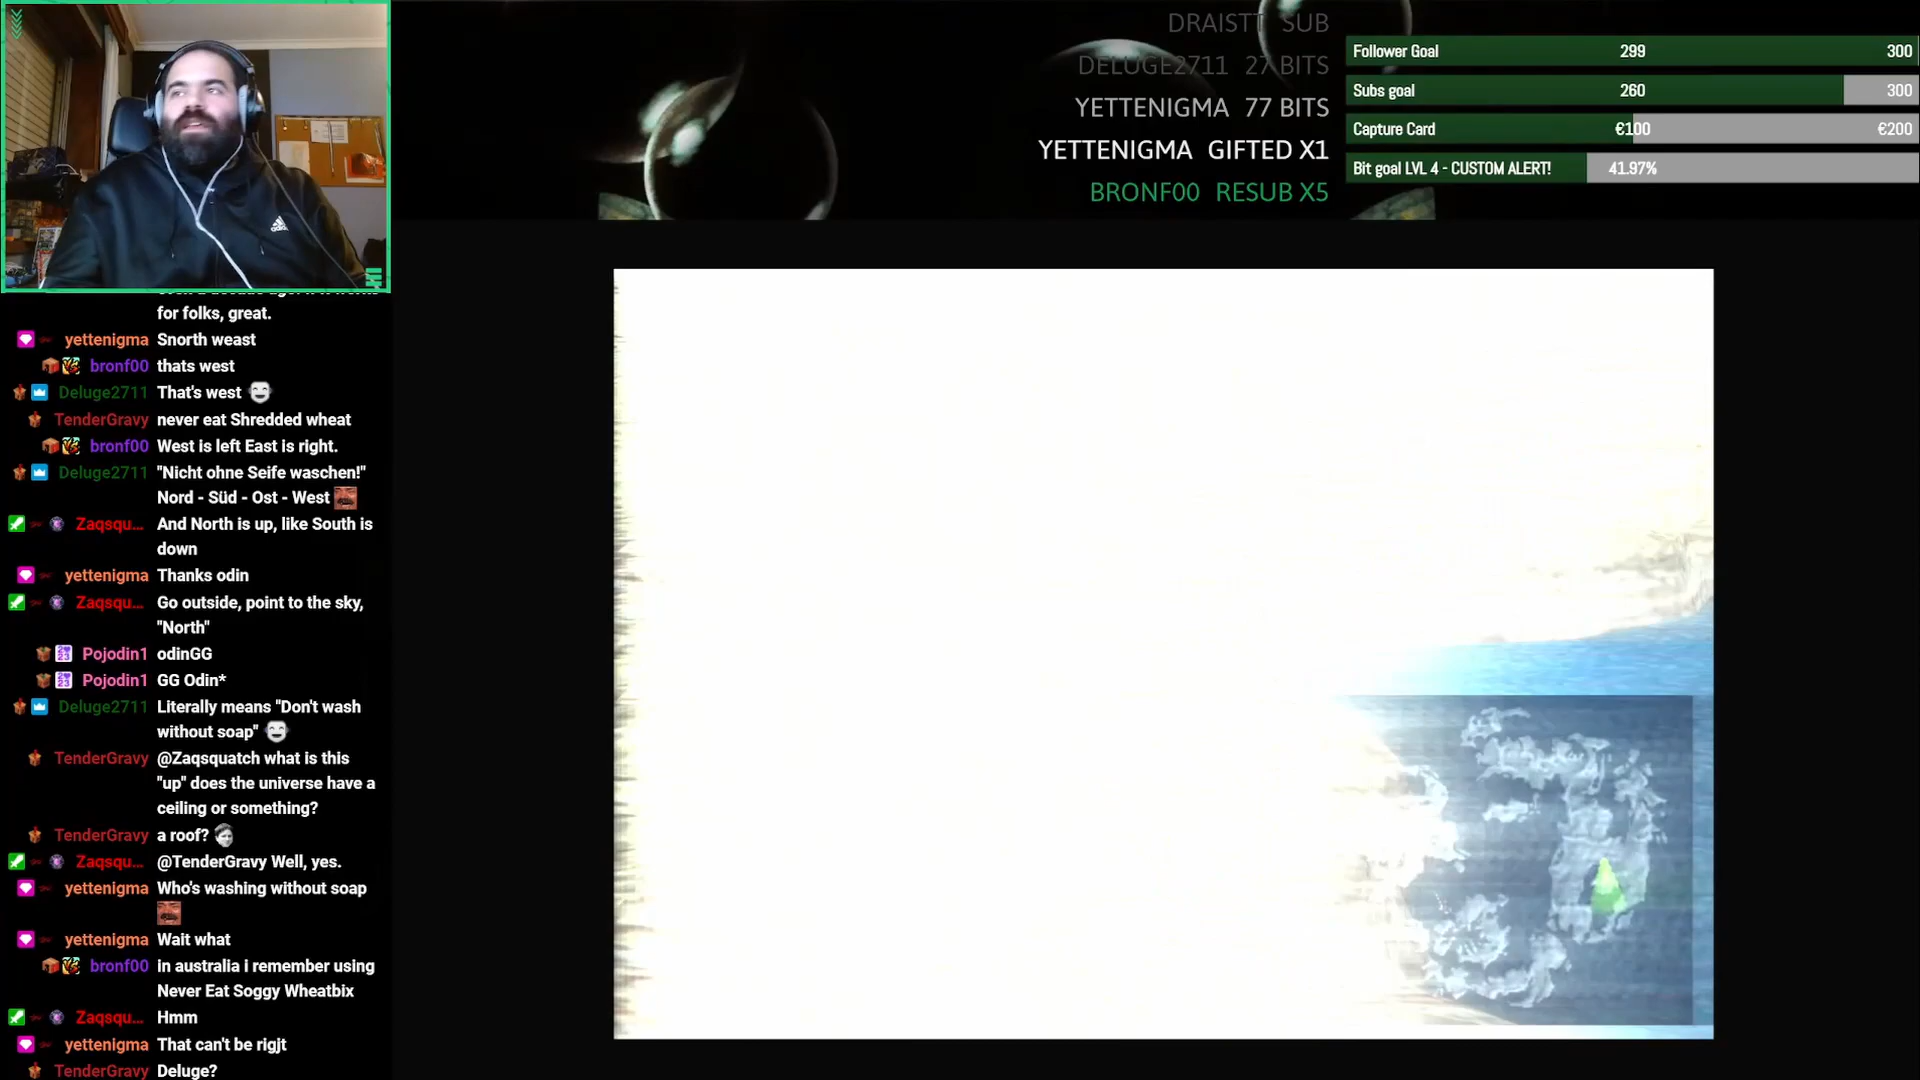 DRAISTT SUB
DELUGE2711 27 BITS
YETTENIGMA 77 BITS
YETTENIGMA GIFTED X1
BRONF00 RESUB X5
Follower Goal 299 300
Subs goal 260 300
Capture Card €100 €200
Bit goal LVL 4 - CUSTOM ALERT! 41.97%
for folks, great.
yettenigma Snorth weast
bronf00 thats west
Deluge2711 That's west
TenderGravy never eat Shredded wheat
bronf00 West is left East is right.
Deluge2711 "Nicht ohne Seife waschen!"
Nord - Süd - Ost - West
Zaqsqu... And North is up, like South is
down
yettenigma Thanks odin
Zaqsqu... Go outside, point to the sky,
"North"
Pojodin1 odinGG
Pojodin1 GG Odin*
Deluge2711 Literally means "Don't wash
without soap"
TenderGravy @Zaqsquatch what is this
"up" does the universe have a
ceiling or something?
TenderGravy a roof?
Zaqsqu... @TenderGravy Well, yes.
yettenigma Who's washing without soap
yettenigma Wait what
bronf00 in australia i remember using
Never Eat Soggy Wheatbix
Zaqsqu... Hmm
yettenigma That can't be rigjt
TenderGravy Deluge?